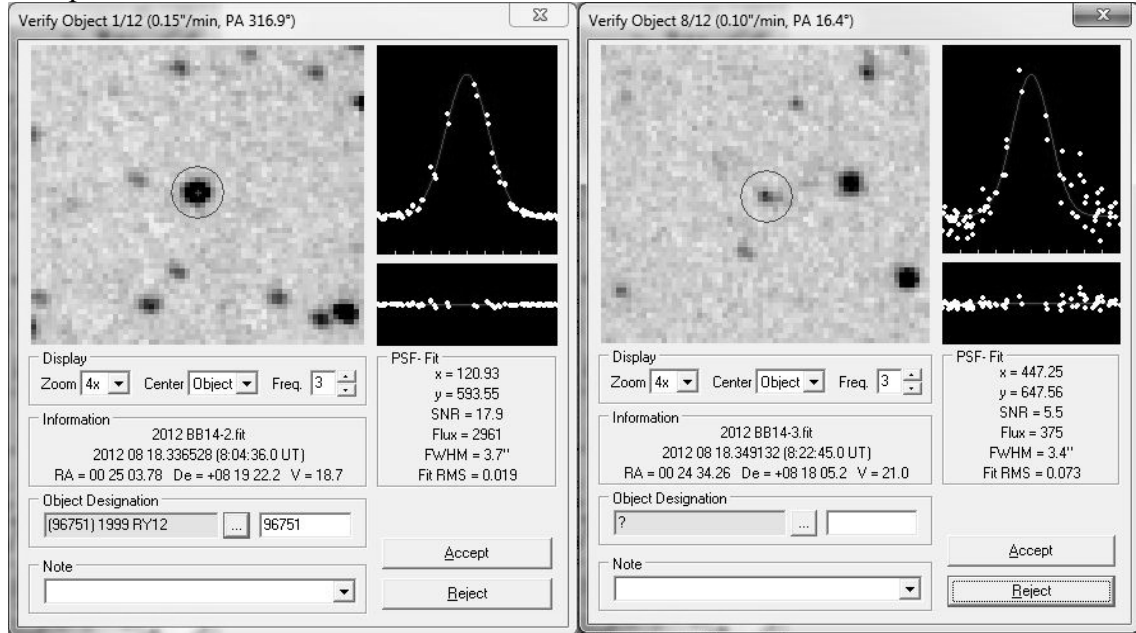 Verify Object 1/12 (0.15"/min, PA 316.9°)
Display
Zoom 4x Center Object Freq. 3
Information
2012 BB14-2.fit
2012 08 18.336528 (8:04:36.0 UT)
RA = 00 25 03.78 De = +08 19 22.2 V = 18.7
Object Designation
(96751) 1999 RY12 ... 96751
Note
PSF- Fit
x = 120.93
y = 593.55
SNR = 17.9
Flux = 2961
FWHM = 3.7''
Fit RMS = 0.019
Accept
Reject
Verify Object 8/12 (0.10"/min, PA 16.4°)
Display
Zoom 4x Center Object Freq. 3
Information
2012 BB14-3.fit
2012 08 18.349132 (8:22:45.0 UT)
RA = 00 24 34.26 De = +08 18 05.2 V = 21.0
Object Designation
? ...
Note
PSF- Fit
x = 447.25
y = 647.56
SNR = 5.5
Flux = 375
FWHM = 3.4''
Fit RMS = 0.073
Accept
Reject